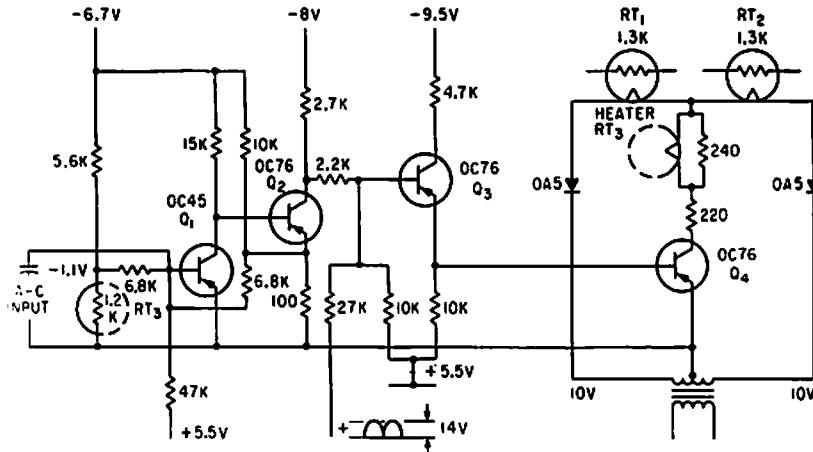 -6.7V
-8V
-9.5V
RT1
1.3K
RT2
1.3K
5.6K
15K
10K
2.7K
4.7K
HEATER
RT3
240
OC76
Q2
2.2K
OC76
Q3
OA5
OA5
OC45
Q1
220
OC76
Q4
-1.1V
6.8K
6.8K
A-C
INPUT
1.2
K
RT3
100
27K
10K
10K
+5.5V
47K
+5.5V
+
14V
10V
10V